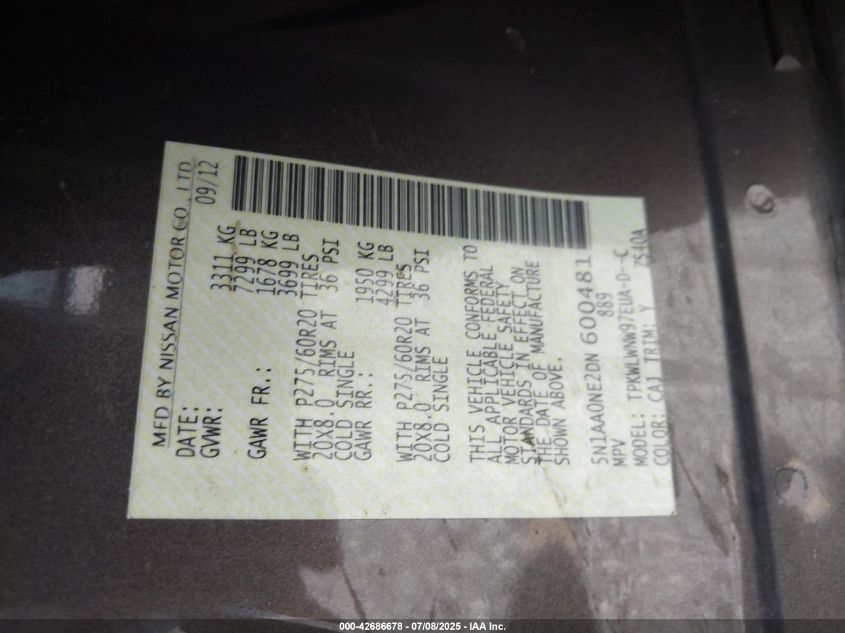 MFD BY NISSAN MOTOR CO., LTD
DATE: 09/12
GVWR: 3311 KG
7299 LB
GAWR FR.: 1678 KG
3699 LB
WITH P275/60R20 TIRES
20X8.0 RIMS AT 36 PSI
COLD SINGLE
GAWR RR.: 1950 KG
4299 LB
WITH P275/60R20 TIRES
20X8.0 RIMS AT 36 PSI
COLD SINGLE
THIS VEHICLE CONFORMS TO
ALL APPLICABLE FEDERAL
MOTOR VEHICLE SAFETY
STANDARDS IN EFFECT ON
THE DATE OF MANUFACTURE
SHOWN ABOVE.
5N1AA0NE2DN600481
MPV 889
MODEL: TPKWLWNW97EUA-D--C
COLOR: CAJ TRIM: Y 7S40A
000-42686678 - 07/08/2025 - IAA Inc.